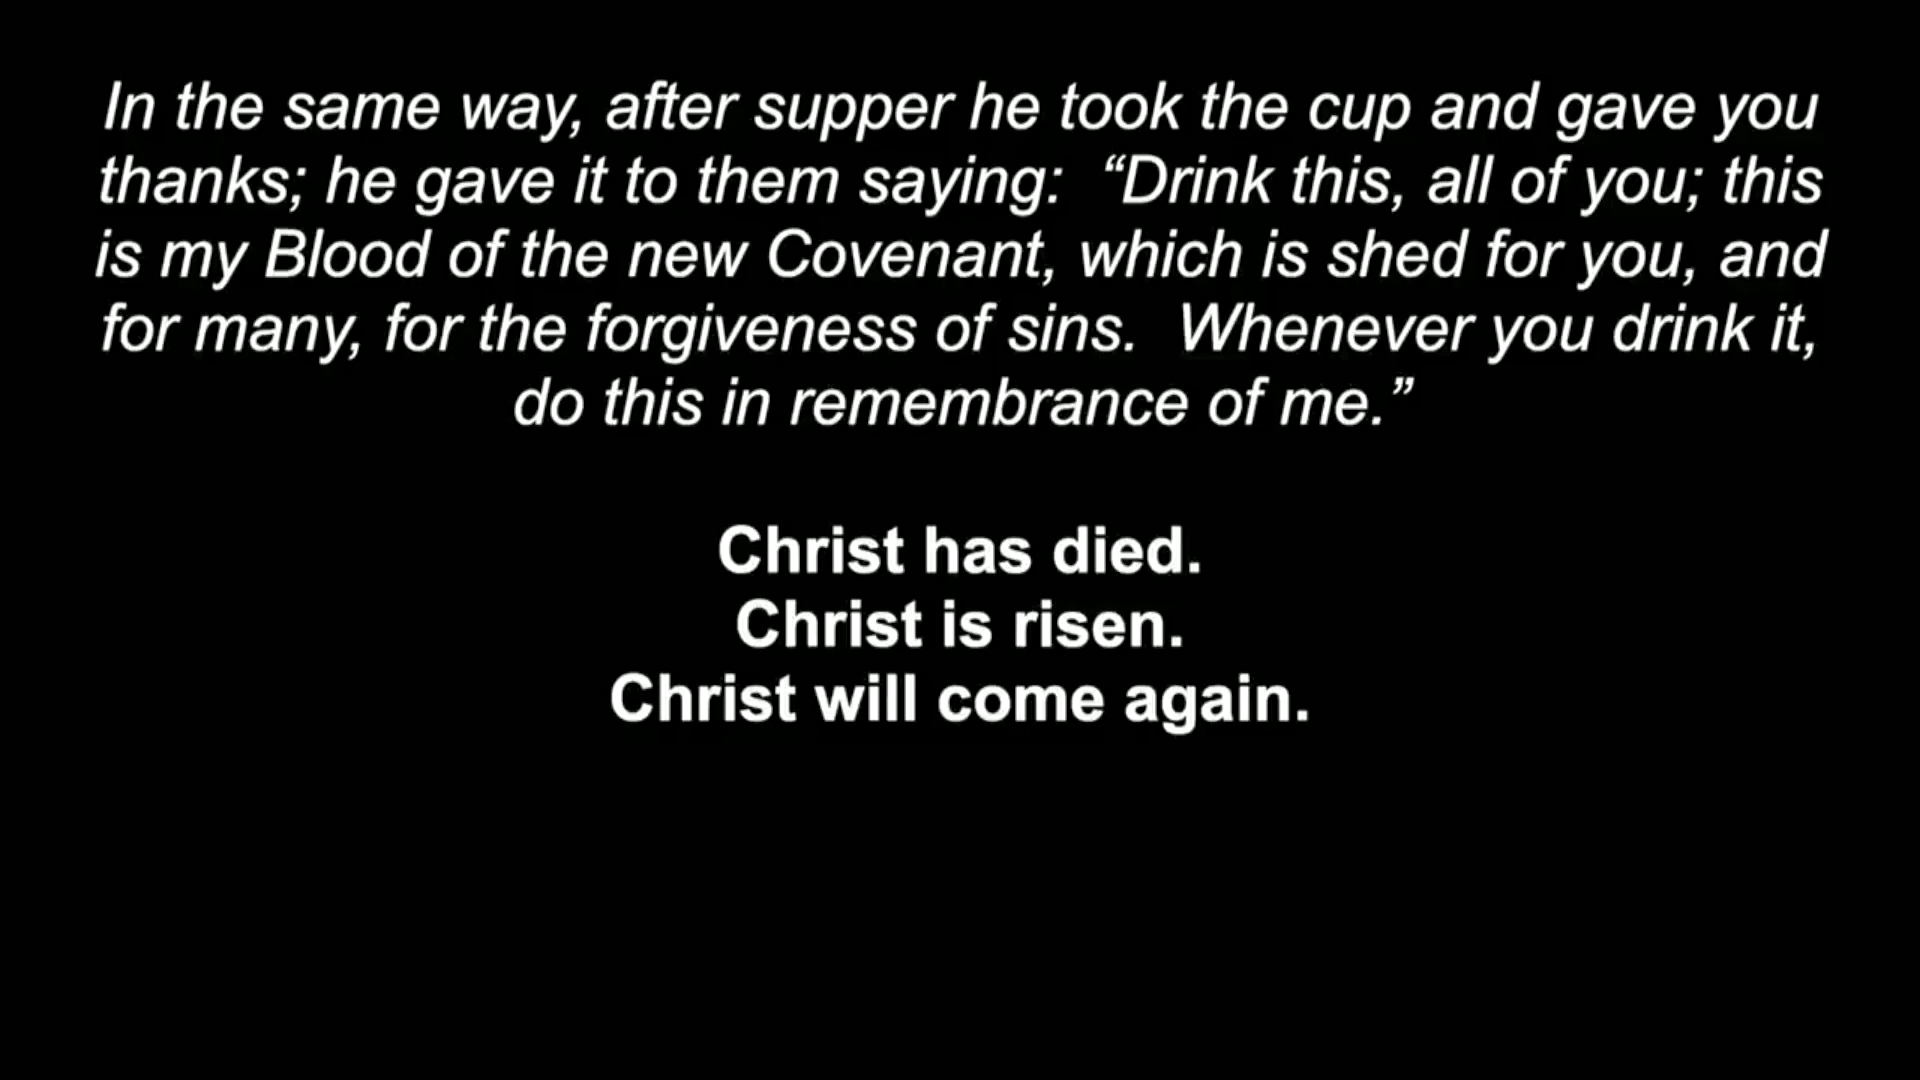 In the same way, after supper he took the cup and gave you
thanks; he gave it to them saying:  “Drink this, all of you; this
is my Blood of the new Covenant, which is shed for you, and
for many, for the forgiveness of sins.  Whenever you drink it,
do this in remembrance of me.”
Christ has died.
Christ is risen.
Christ will come again.